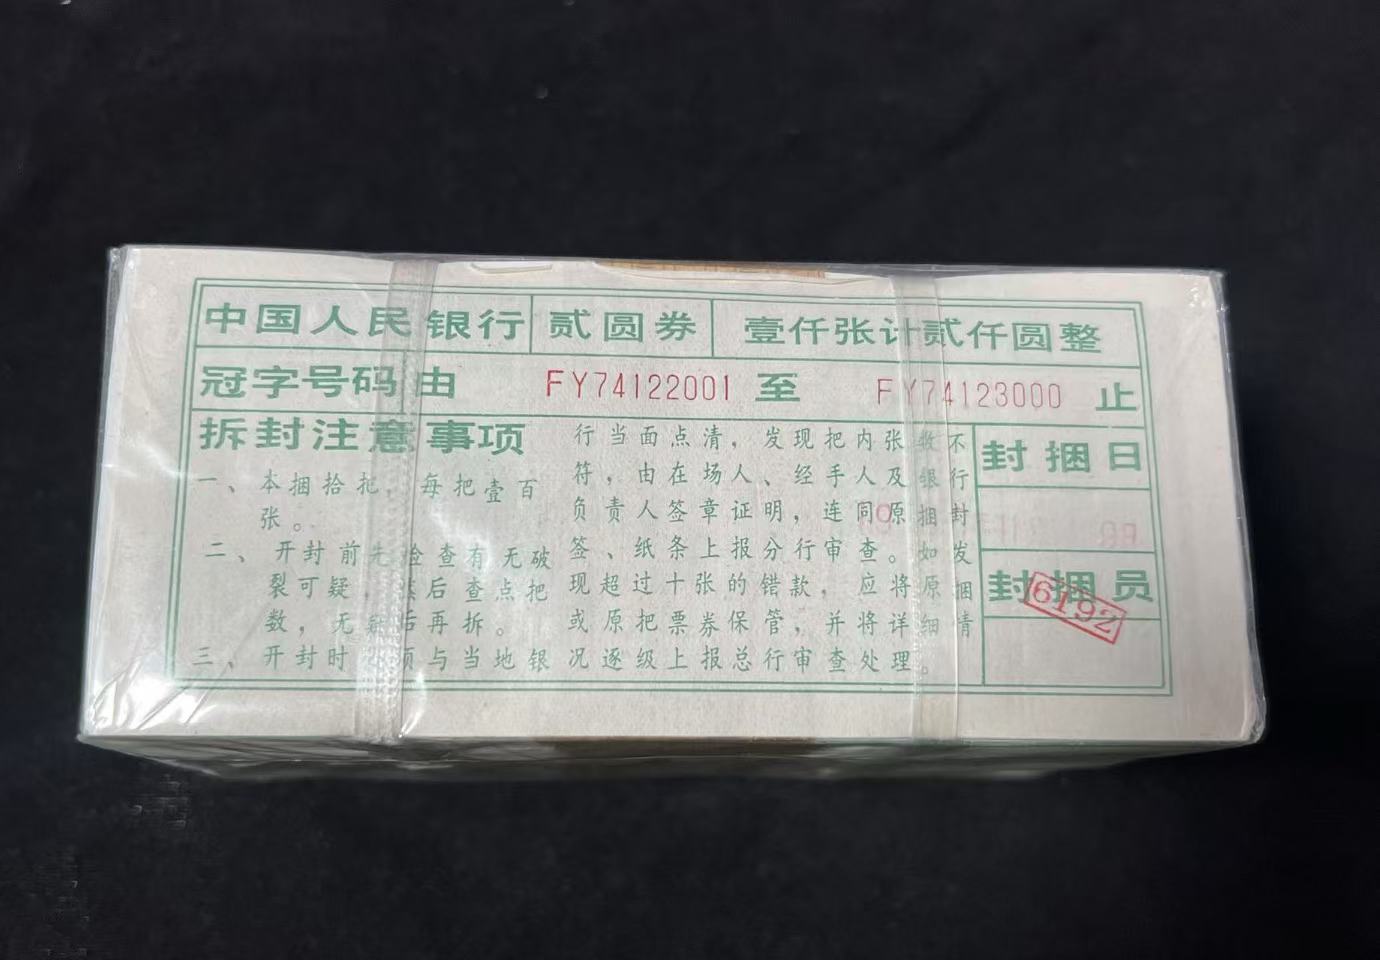 中国人民银行 贰圆券 壹仟张计贰仟圆整
冠字号码由 FY74122001 至 FY74123000 止
拆封注意事项
一、本捆拾把，每把壹百
张。
二、开封前先检查有无破
裂可疑，然后查点把
数，无疑后再拆。
三、开封时必须与当地银
行当面点清，发现把内张数不
符，由在场人、经手人及银行
负责人签章证明，连同原捆封
签、纸条上报分行审查。如发
现超过十张的错款，应将原捆
或原把票券保管，并将详细情
况逐级上报总行审查处理。
封捆日
封捆员
6192